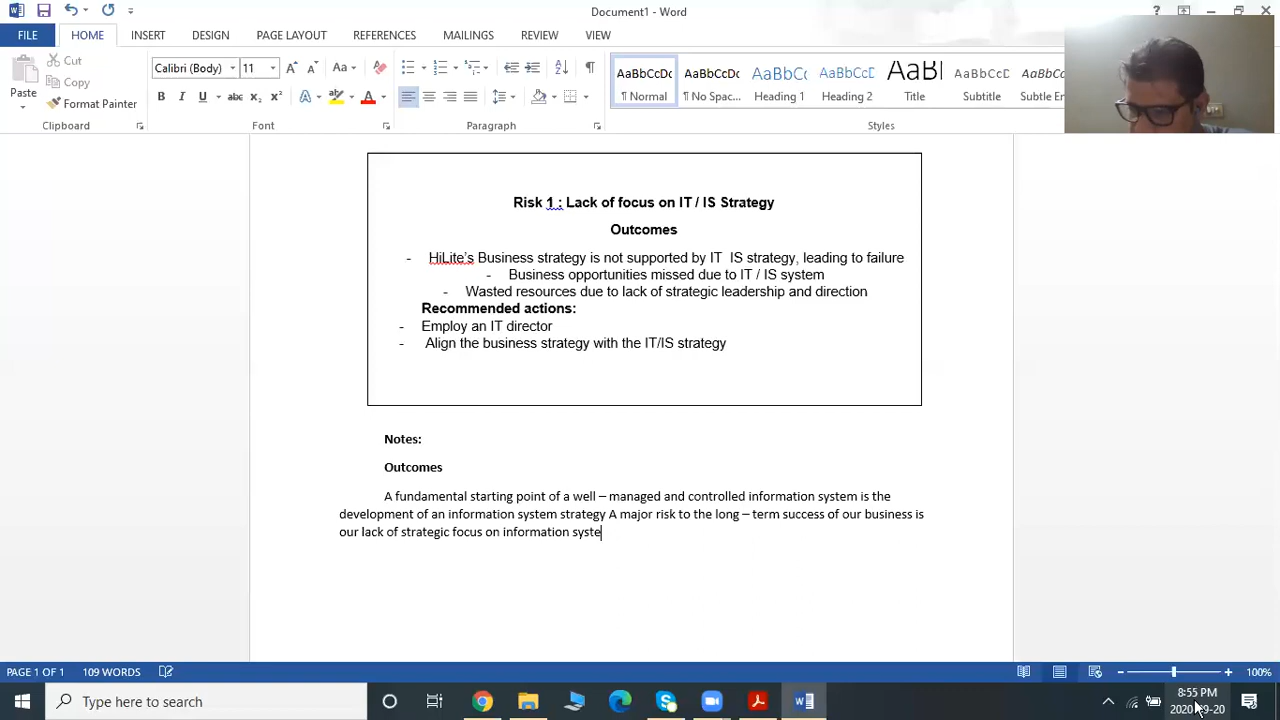 Document1 - Word
FILE HOME INSERT DESIGN PAGE LAYOUT REFERENCES MAILINGS REVIEW VIEW
Paste
Cut
Copy
Format Painter
Clipboard
Calibri (Body) 11
Font
Paragraph
AaBbCcDc AaBbCcDc AaBbCc AaBbCcD AaBI AaBbCcD AaBbCcD
¶ Normal ¶ No Spac... Heading 1 Heading 2 Title Subtitle Subtle En
Styles
Risk 1 : Lack of focus on IT / IS Strategy
Outcomes
- HiLite's Business strategy is not supported by IT IS strategy, leading to failure
- Business opportunities missed due to IT / IS system
- Wasted resources due to lack of strategic leadership and direction
Recommended actions:
- Employ an IT director
- Align the business strategy with the IT/IS strategy
Notes:
Outcomes
A fundamental starting point of a well – managed and controlled information system is the
development of an information system strategy A major risk to the long – term success of our business is
our lack of strategic focus on information syste
PAGE 1 OF 1 109 WORDS 100%
Type here to search
8:55 PM
2020-09-20